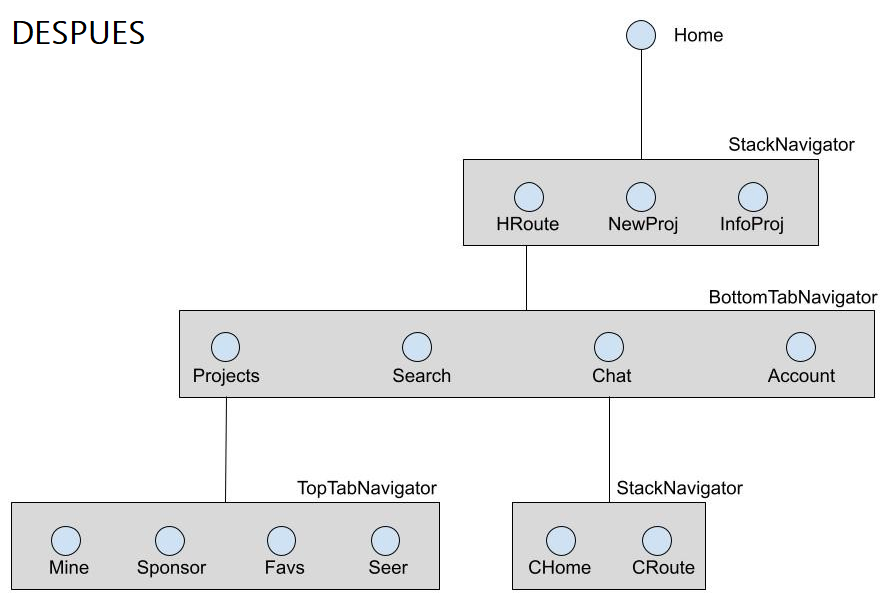 DESPUES
Home
StackNavigator
HRoute NewProj InfoProj
BottomTabNavigator
Projects Search Chat Account
TopTabNavigator StackNavigator
Mine Sponsor Favs Seer CHome CRoute